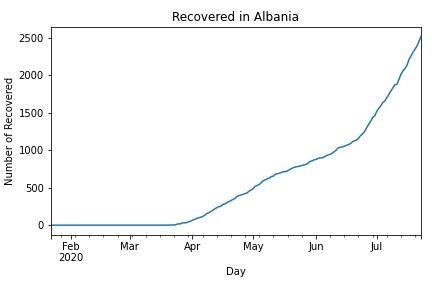 Recovered in Albania
Number of Recovered
2500
2000
1500
1000
500
0
Feb Mar Apr May Jun Jul
2020
Day